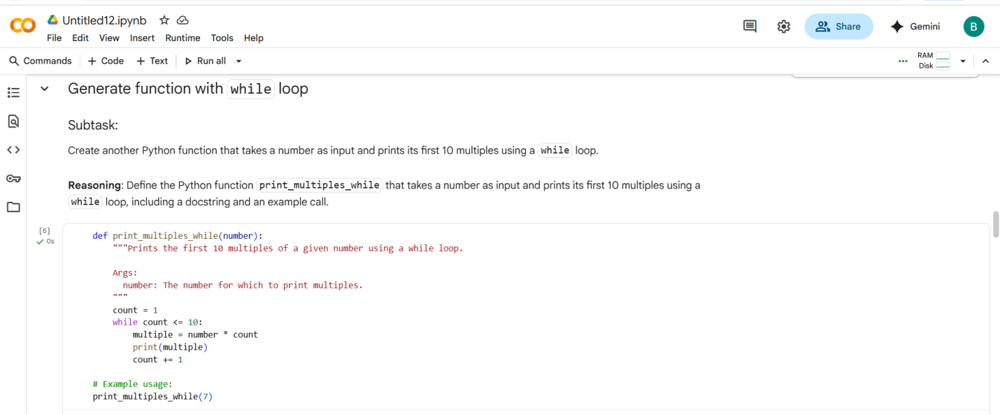 Untitled12.ipynb
File Edit View Insert Runtime Tools Help
Share
Gemini
B
Commands + Code + Text Run all
RAM
Disk
Generate function with while loop
Subtask:
Create another Python function that takes a number as input and prints its first 10 multiples using a while loop.
Reasoning: Define the Python function print_multiples_while that takes a number as input and prints its first 10 multiples using a
while loop, including a docstring and an example call.
[6]
0s
def print_multiples_while(number):
    """Prints the first 10 multiples of a given number using a while loop.
    Args:
      number: The number for which to print multiples.
    """
    count = 1
    while count <= 10:
        multiple = number * count
        print(multiple)
        count += 1
# Example usage:
print_multiples_while(7)